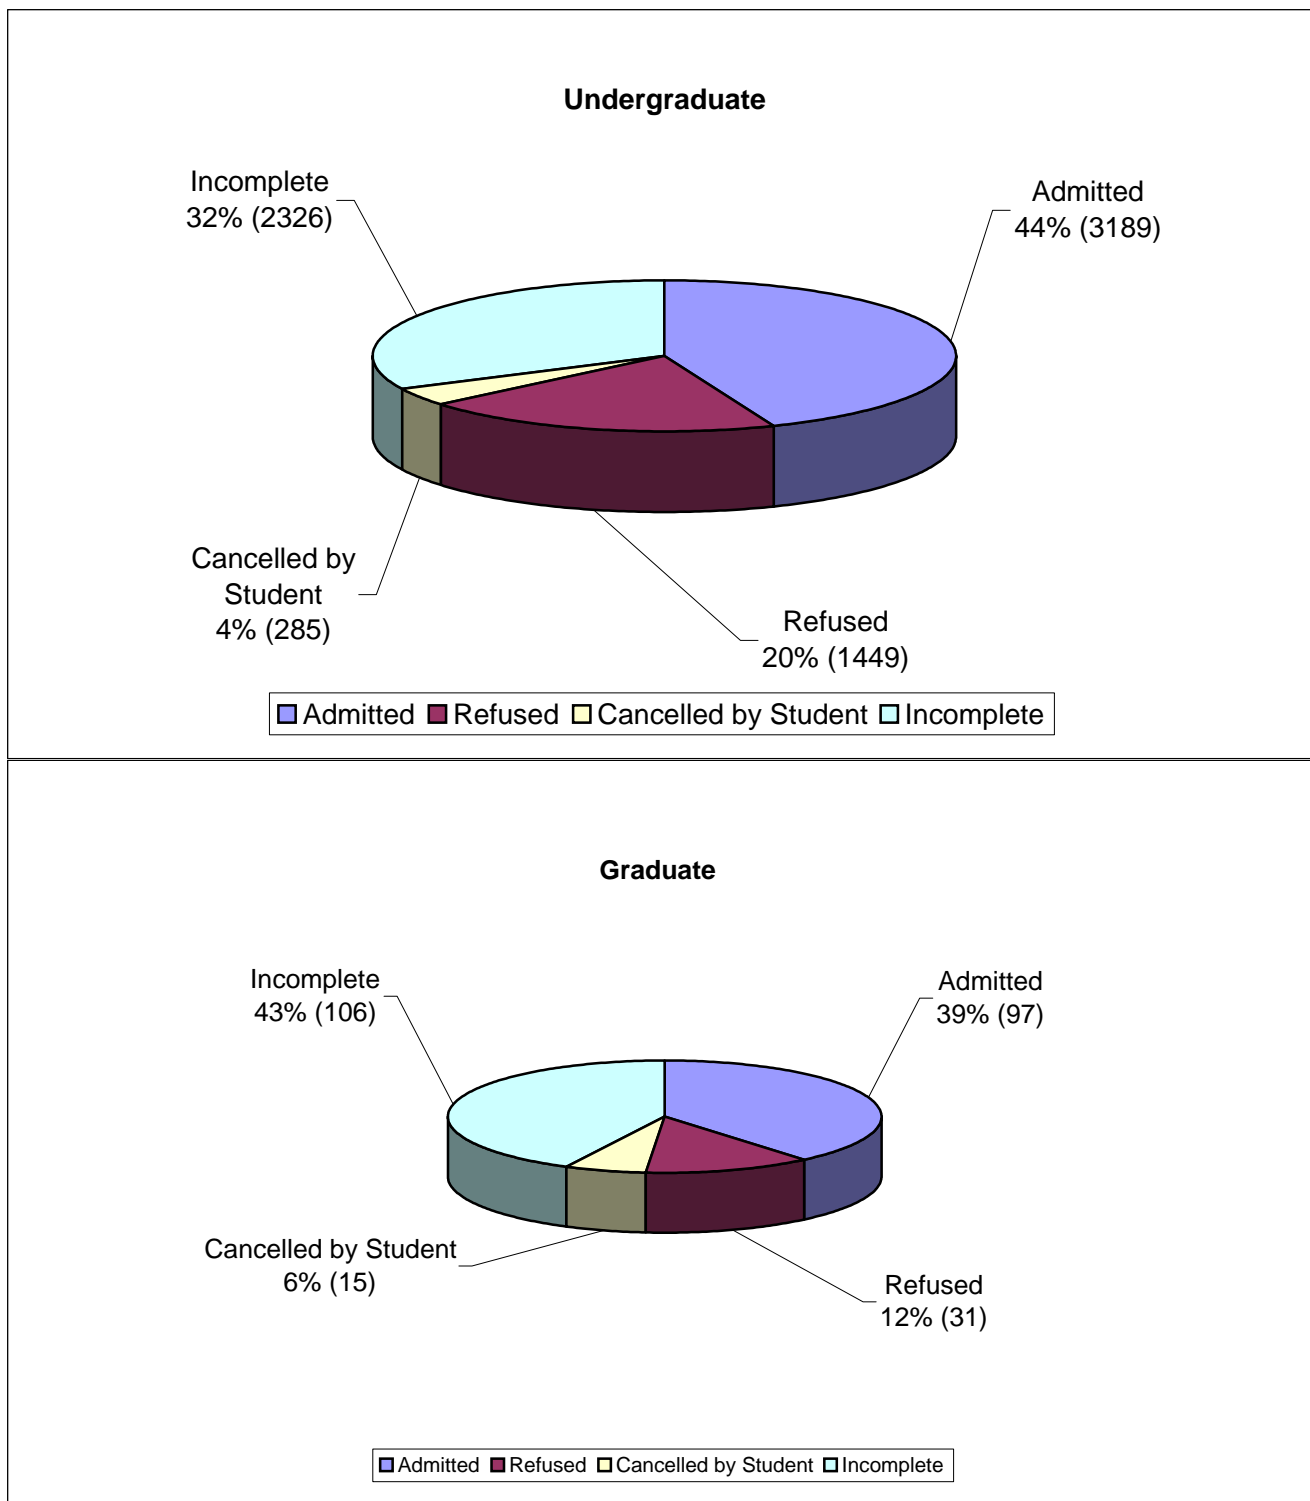 Undergraduate
Incomplete
32% (2326)
Admitted
44% (3189)
Cancelled by
Student
4% (285)
Refused
20% (1449)
Admitted Refused Cancelled by Student Incomplete
Graduate
Incomplete
43% (106)
Admitted
39% (97)
Cancelled by Student
6% (15)
Refused
12% (31)
Admitted Refused Cancelled by Student Incomplete